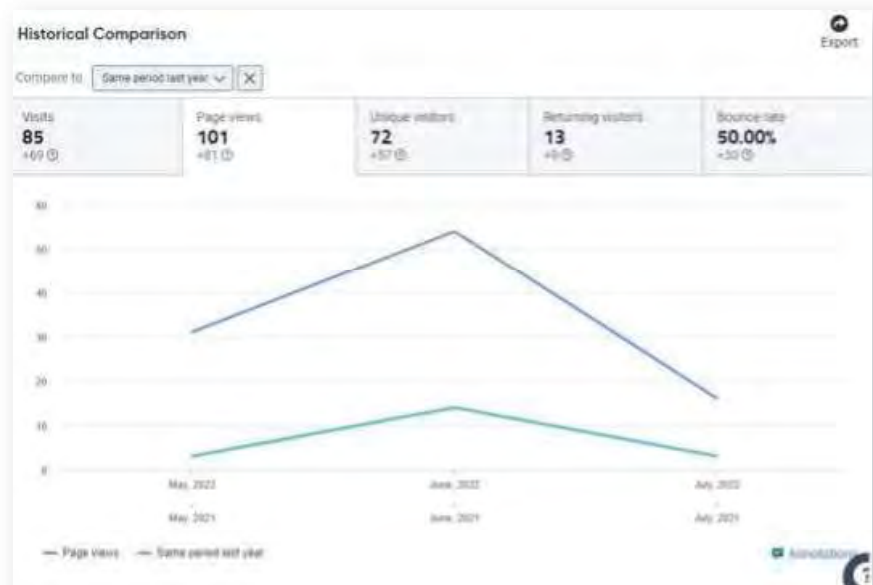 Historical Comparison
Export
Compare to Same period last year
Visits
85
+69
Page views
101
+81
Unique visitors
72
+57
Returning visitors
13
+9
Bounce rate
50.00%
+30
60
50
40
30
20
10
0
May, 2022 June, 2022 July, 2022
May, 2021 June, 2021 July, 2021
Page views Same period last year
Annotations